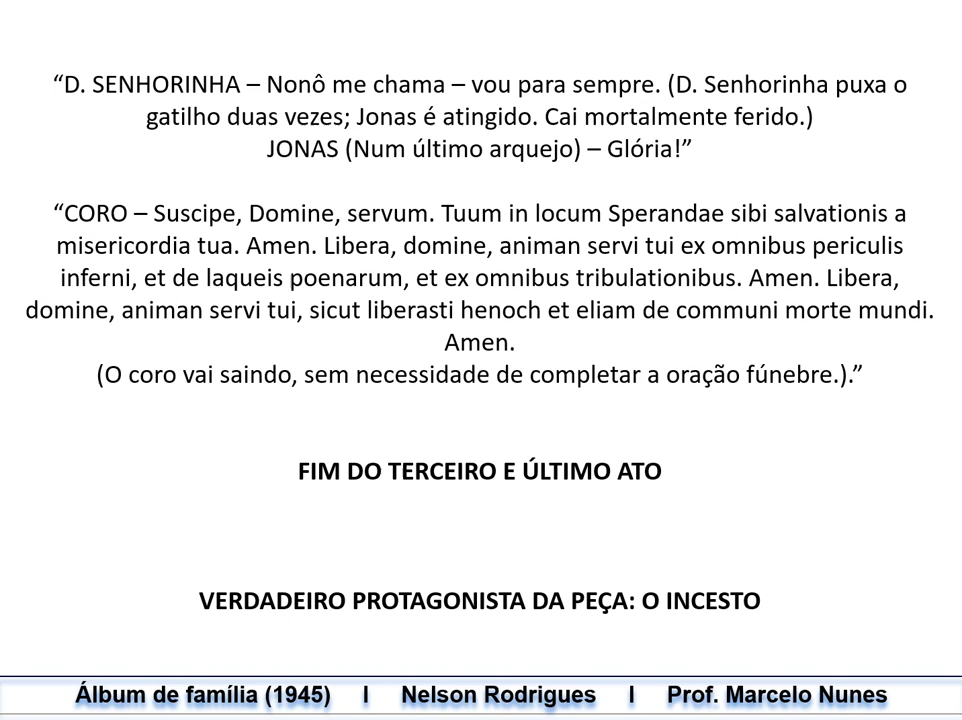 “D. SENHORINHA – Nonô me chama – vou para sempre. (D. Senhorinha puxa o
gatilho duas vezes; Jonas é atingido. Cai mortalmente ferido.)
JONAS (Num último arquejo) – Glória!”
“CORO – Suscipe, Domine, servum. Tuum in locum Sperandae sibi salvationis a
misericordia tua. Amen. Libera, domine, animan servi tui ex omnibus periculis
inferni, et de laqueis poenarum, et ex omnibus tribulationibus. Amen. Libera,
domine, animan servi tui, sicut liberasti henoch et eliam de communi morte mundi.
Amen.
(O coro vai saindo, sem necessidade de completar a oração fúnebre.).”
FIM DO TERCEIRO E ÚLTIMO ATO
VERDADEIRO PROTAGONISTA DA PEÇA: O INCESTO
Álbum de família (1945) I Nelson Rodrigues I Prof. Marcelo Nunes